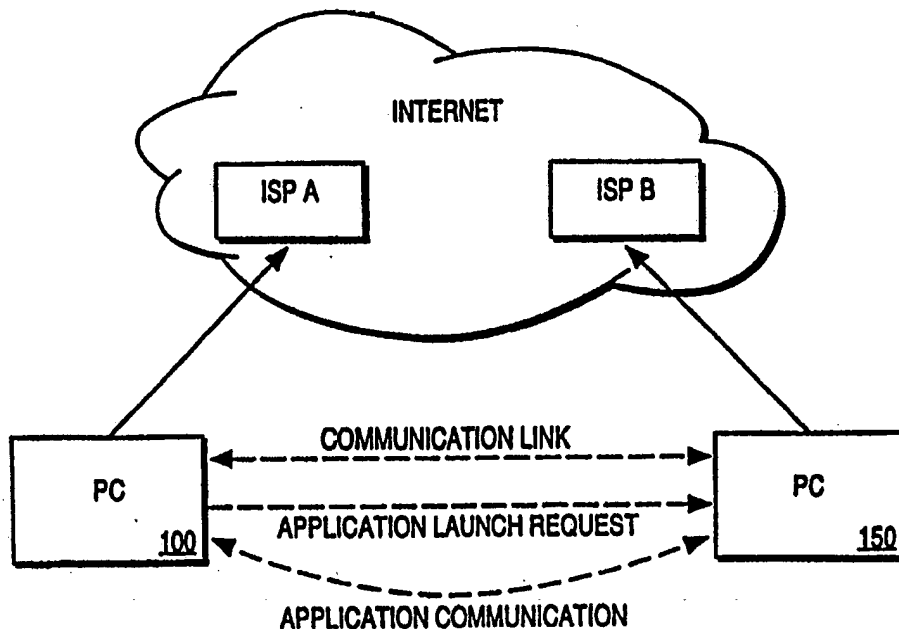 INTERNET
ISP A
ISP B
COMMUNICATION LINK
PC
PC
APPLICATION LAUNCH REQUEST
100
150
APPLICATION COMMUNICATION